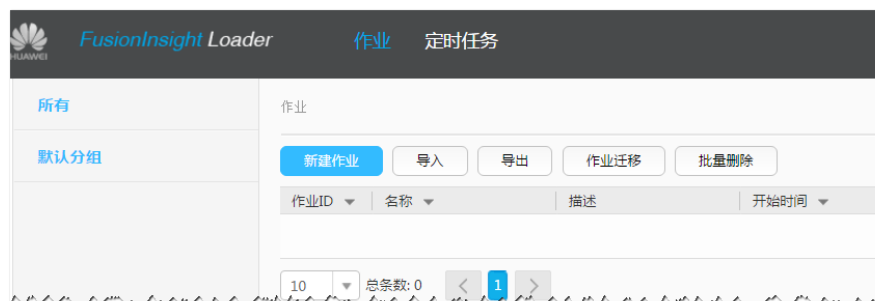 HUAWEI FusionInsight Loader 作业 定时任务
所有
作业
默认分组
新建作业 导入 导出 作业迁移 批量删除
作业ID 名称 描述 开始时间
10 总条数: 0 1